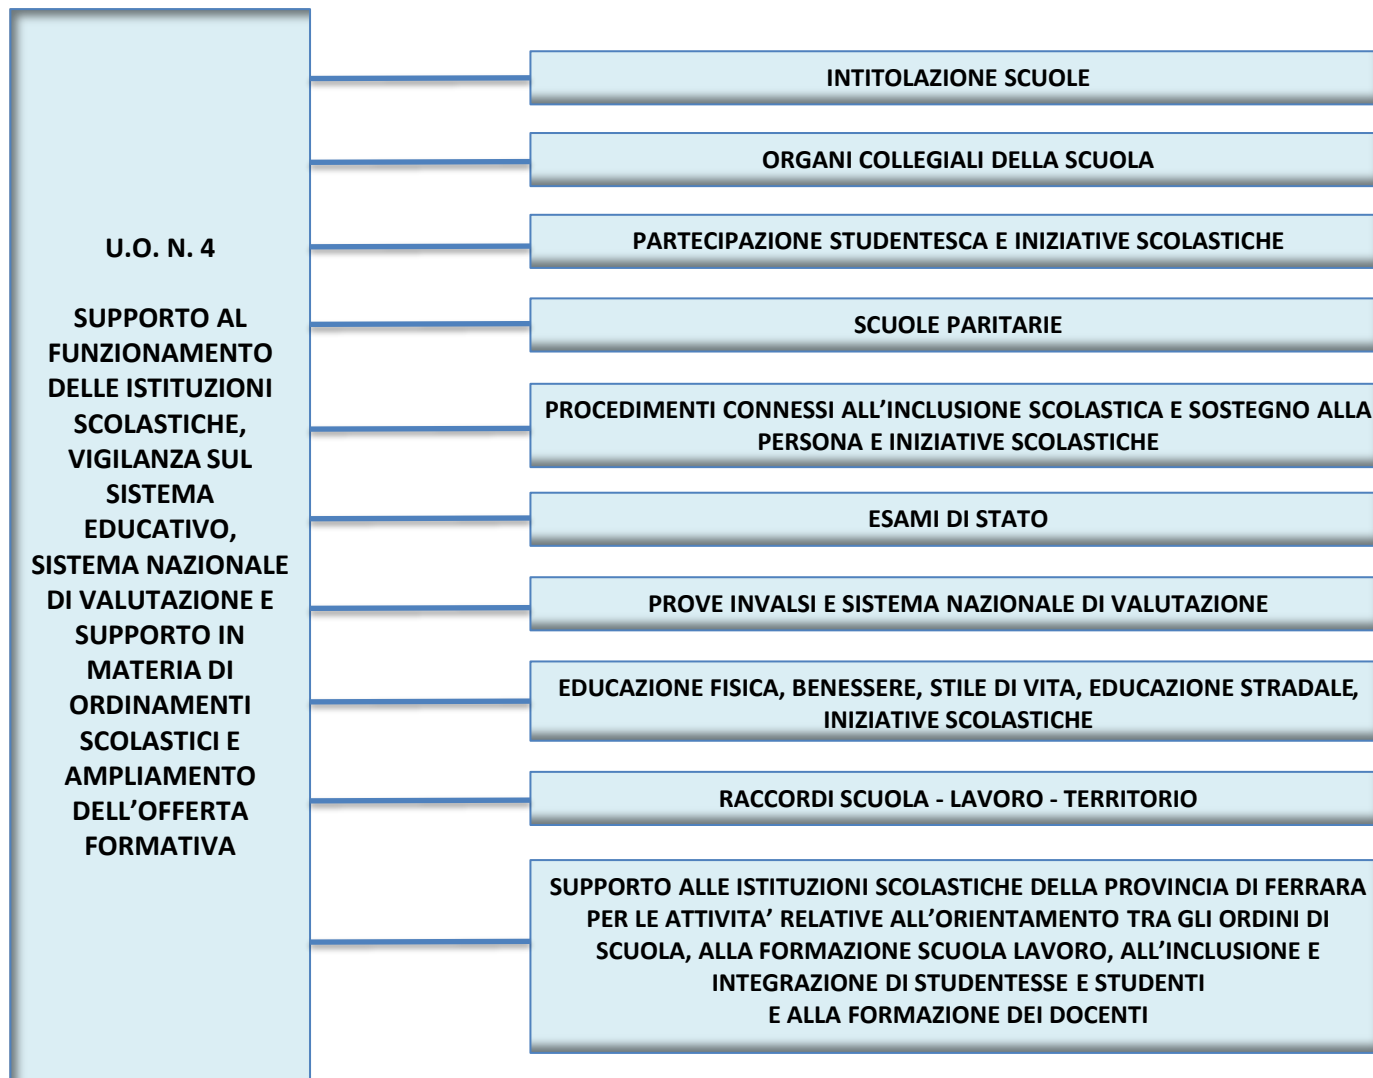 U.O. N. 4
SUPPORTO AL
FUNZIONAMENTO
DELLE ISTITUZIONI
SCOLASTICHE,
VIGILANZA SUL
SISTEMA
EDUCATIVO,
SISTEMA NAZIONALE
DI VALUTAZIONE E
SUPPORTO IN
MATERIA DI
ORDINAMENTI
SCOLASTICI E
AMPLIAMENTO
DELL’OFFERTA
FORMATIVA
INTITOLAZIONE SCUOLE
ORGANI COLLEGIALI DELLA SCUOLA
PARTECIPAZIONE STUDENTESCA E INIZIATIVE SCOLASTICHE
SCUOLE PARITARIE
PROCEDIMENTI CONNESSI ALL’INCLUSIONE SCOLASTICA E SOSTEGNO ALLA
PERSONA E INIZIATIVE SCOLASTICHE
ESAMI DI STATO
PROVE INVALSI E SISTEMA NAZIONALE DI VALUTAZIONE
EDUCAZIONE FISICA, BENESSERE, STILE DI VITA, EDUCAZIONE STRADALE,
INIZIATIVE SCOLASTICHE
RACCORDI SCUOLA - LAVORO - TERRITORIO
SUPPORTO ALLE ISTITUZIONI SCOLASTICHE DELLA PROVINCIA DI FERRARA
PER LE ATTIVITA’ RELATIVE ALL’ORIENTAMENTO TRA GLI ORDINI DI
SCUOLA, ALLA FORMAZIONE SCUOLA LAVORO, ALL’INCLUSIONE E
INTEGRAZIONE DI STUDENTESSE E STUDENTI
E ALLA FORMAZIONE DEI DOCENTI